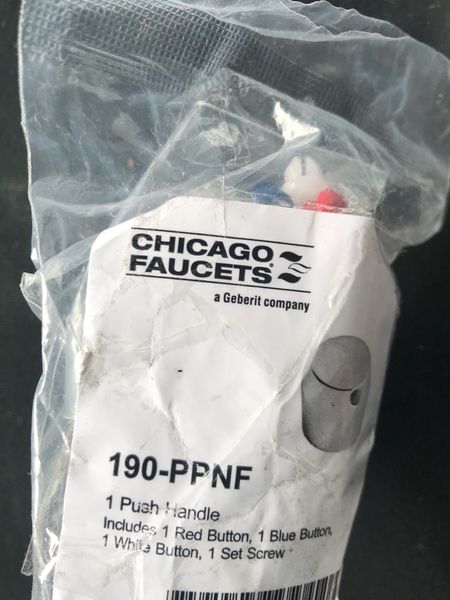 CHICAGO
FAUCETS®
a Geberit company
190-PPNF
1 Push Handle
Includes 1 Red Button, 1 Blue Button,
1 White Button, 1 Set Screw